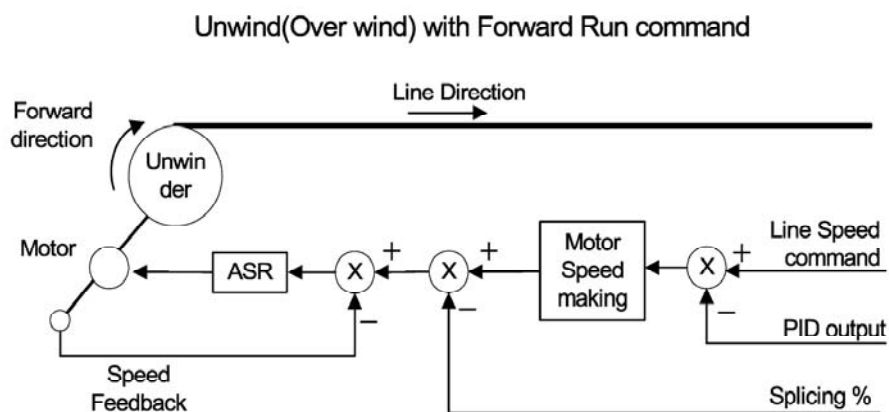 Unwind(Over wind) with Forward Run command
Line Direction
Forward
direction
Unwin
der
Motor
ASR
X
X
Motor
Speed
making
X
Line Speed
command
+
+
+
+
−
−
−
PID output
Speed
Feedback
Splicing %